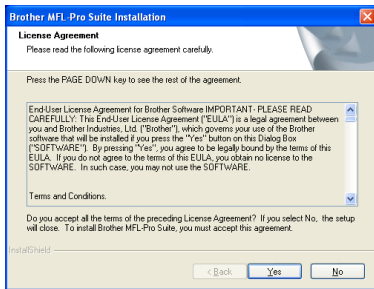 Brother MFL-Pro Suite Installation
License Agreement
Please read the following license agreement carefully.
Press the PAGE DOWN key to see the rest of the agreement.
End-User License Agreement for Brother Software IMPORTANT- PLEASE READ
CAREFULLY: This End-User License Agreement ("EULA") is a legal agreement between
you and Brother Industries, Ltd. ("Brother"), which governs your use of the Brother
software that will be installed if you press the "Yes" button on this Dialog Box
("SOFTWARE"). By pressing "Yes", you agree to be legally bound by the terms of this
EULA. If you do not agree to the terms of this EULA, you obtain no license to the
SOFTWARE. In such case, you may not use the SOFTWARE.
Terms and Conditions.
Do you accept all the terms of the preceding License Agreement? If you select No, the setup
will close. To install Brother MFL-Pro Suite, you must accept this agreement.
InstallShield
< Back Yes No